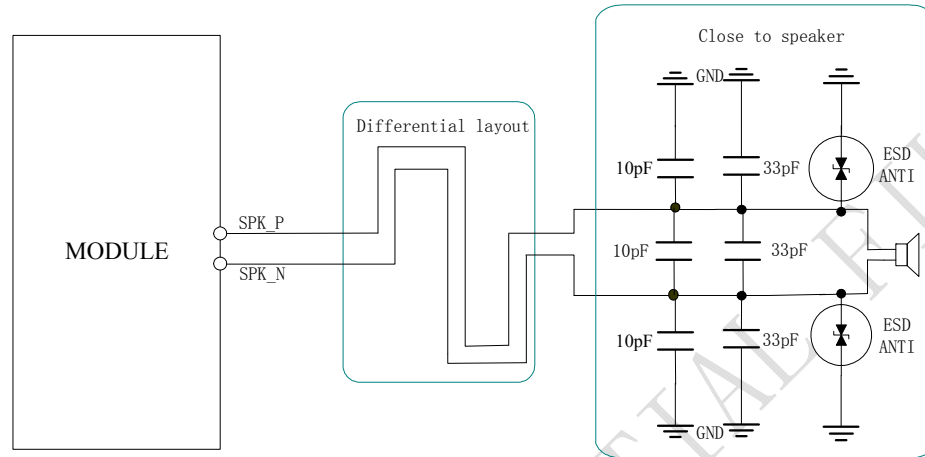 Close to speaker
GND
Differential layout
10pF
33pF
ESD
ANTI
SPK_P
MODULE
10pF
33pF
SPK_N
10pF
33pF
ESD
ANTI
GND